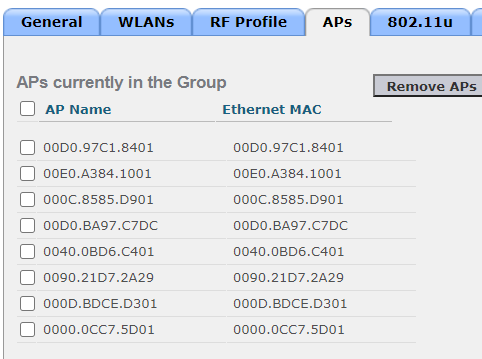 General WLANs RF Profile APs 802.11u
APs currently in the Group
Remove APs
AP Name Ethernet MAC
00D0.97C1.8401 00D0.97C1.8401
00E0.A384.1001 00E0.A384.1001
000C.8585.D901 000C.8585.D901
00D0.BA97.C7DC 00D0.BA97.C7DC
0040.0BD6.C401 0040.0BD6.C401
0090.21D7.2A29 0090.21D7.2A29
000D.BDCE.D301 000D.BDCE.D301
0000.0CC7.5D01 0000.0CC7.5D01